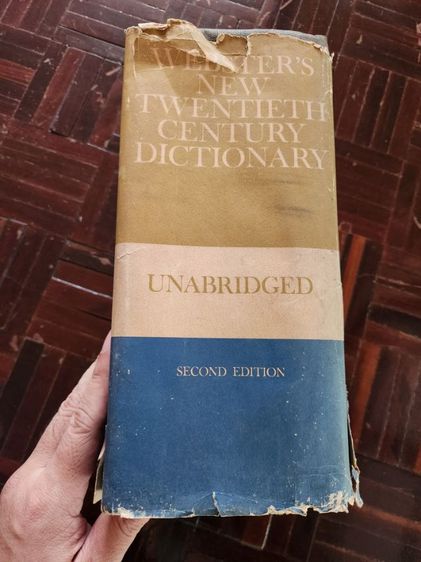 WEBSTER'S
NEW
TWENTIETH
CENTURY
DICTIONARY
UNABRIDGED
SECOND EDITION